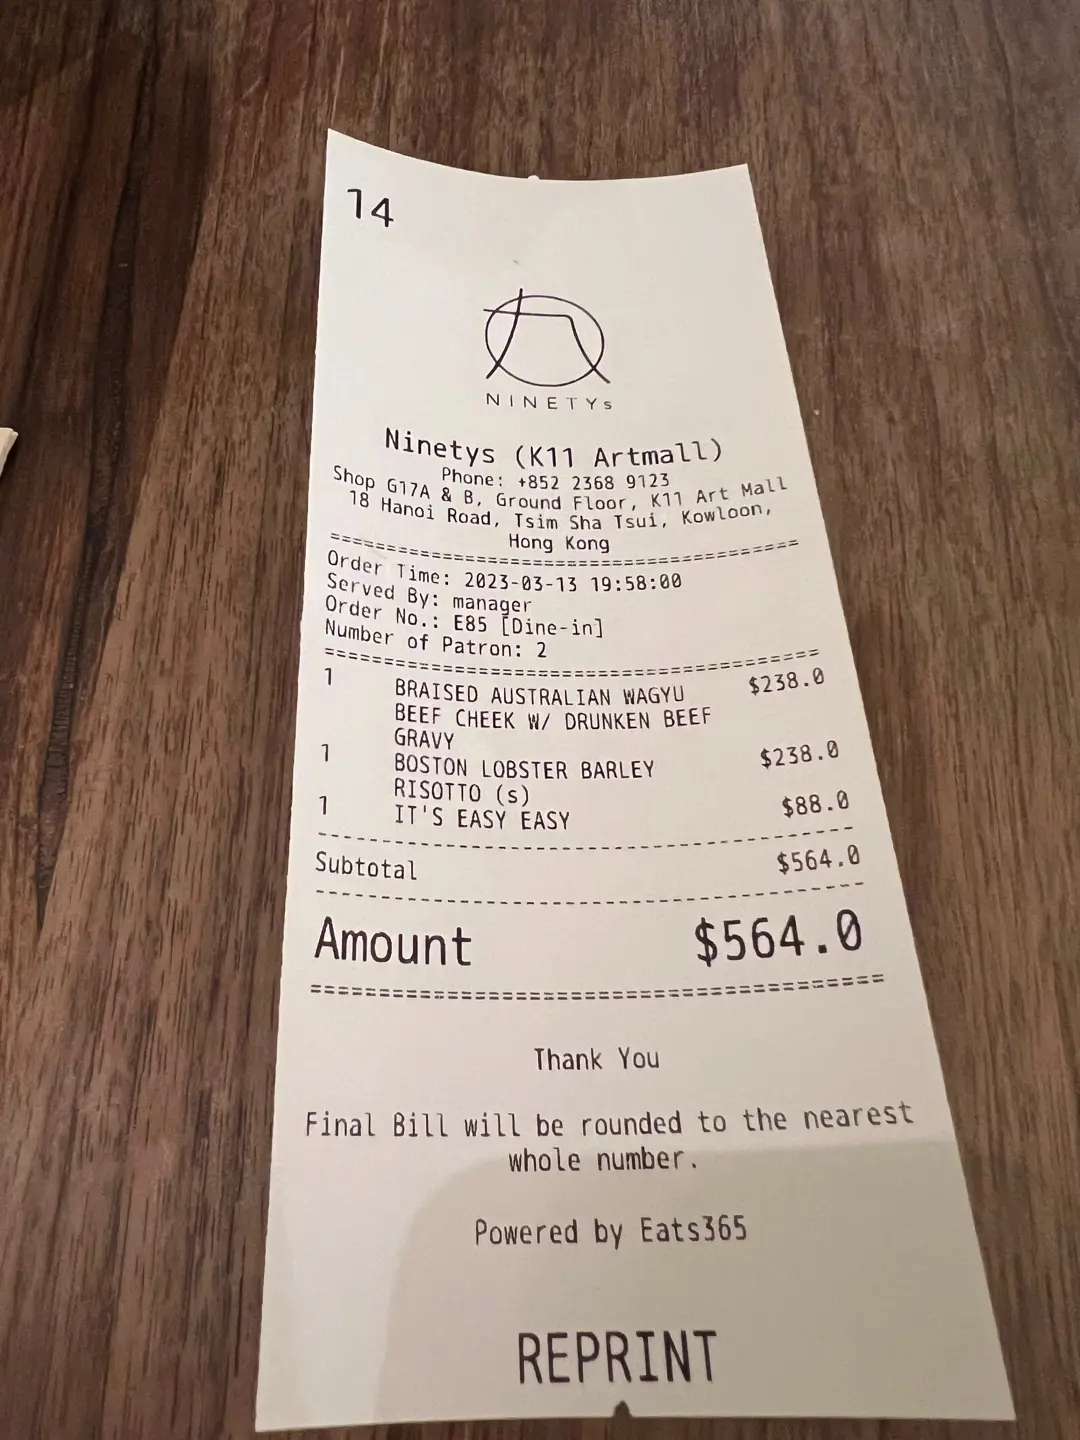 14
NINETYs
Ninetys (K11 Artmall)
Phone: +852 2368 9123
Shop G17A & B, Ground Floor, K11 Art Mall
18 Hanoi Road, Tsim Sha Tsui, Kowloon,
Hong Kong
Order Time: 2023-03-13 19:58:00
Served By: manager
Order No.: E85 [Dine-in]
Number of Patron: 2
1 BRAISED AUSTRALIAN WAGYU $238.0
BEEF CHEEK W/ DRUNKEN BEEF
GRAVY
1 BOSTON LOBSTER BARLEY $238.0
RISOTTO (s)
1 IT'S EASY EASY $88.0
Subtotal $564.0
Amount $564.0
Thank You
Final Bill will be rounded to the nearest
whole number.
Powered by Eats365
REPRINT